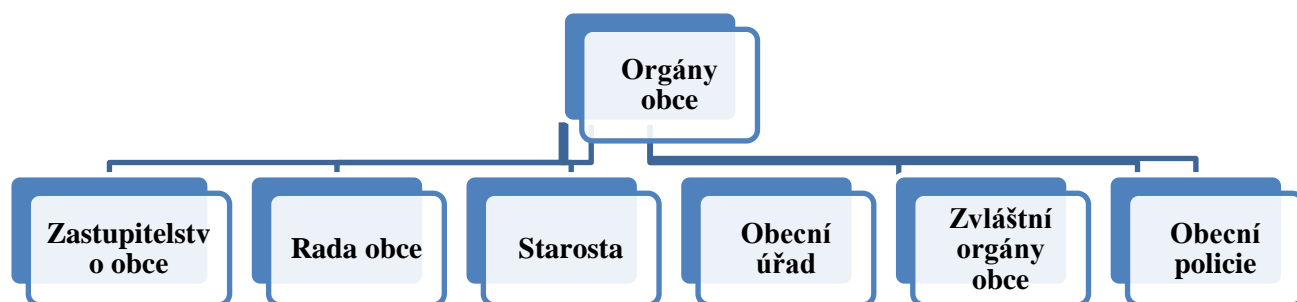 Orgány
obce
Zastupitelstv
o obce
Rada obce
Starosta
Obecní
úřad
Zvláštní
orgány
obce
Obecní
policie